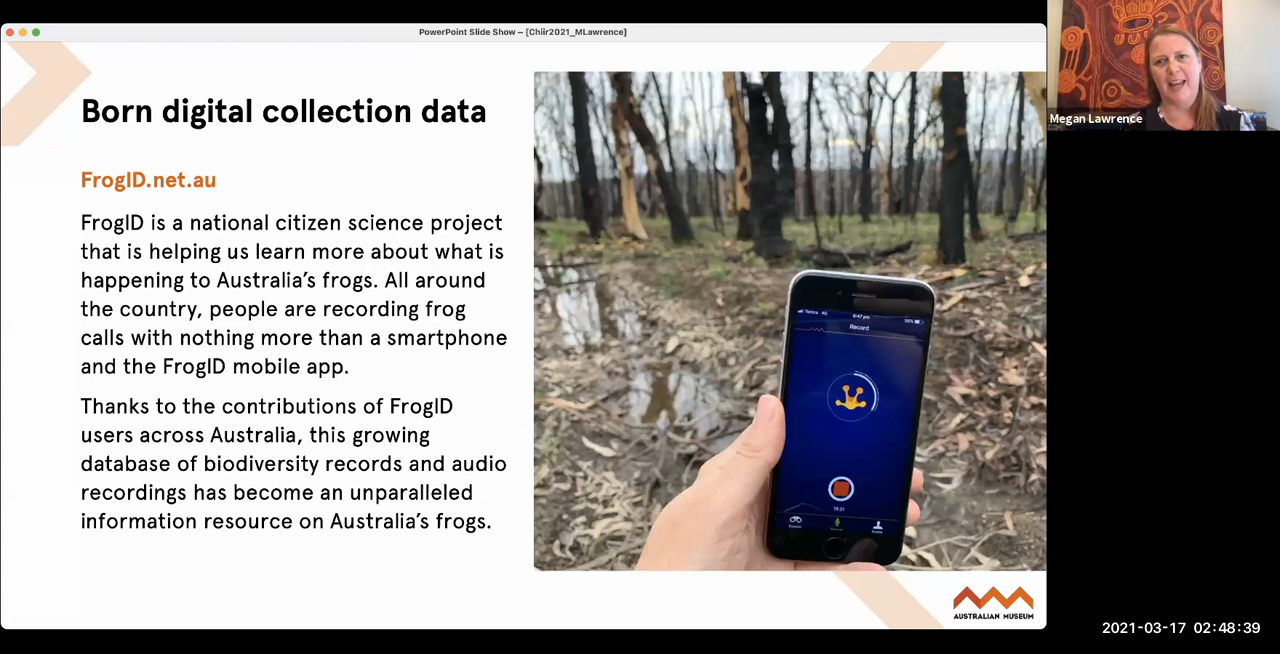 PowerPoint Slide Show – [Chiir2021_MLawrence]
Born digital collection data
FrogID.net.au
FrogID is a national citizen science project
that is helping us learn more about what is
happening to Australia’s frogs. All around
the country, people are recording frog
calls with nothing more than a smartphone
and the FrogID mobile app.
Thanks to the contributions of FrogID
users across Australia, this growing
database of biodiversity records and audio
recordings has become an unparalleled
information resource on Australia’s frogs.
Record
AUSTRALIAN MUSEUM
Megan Lawrence
2021-03-17 02:48:39